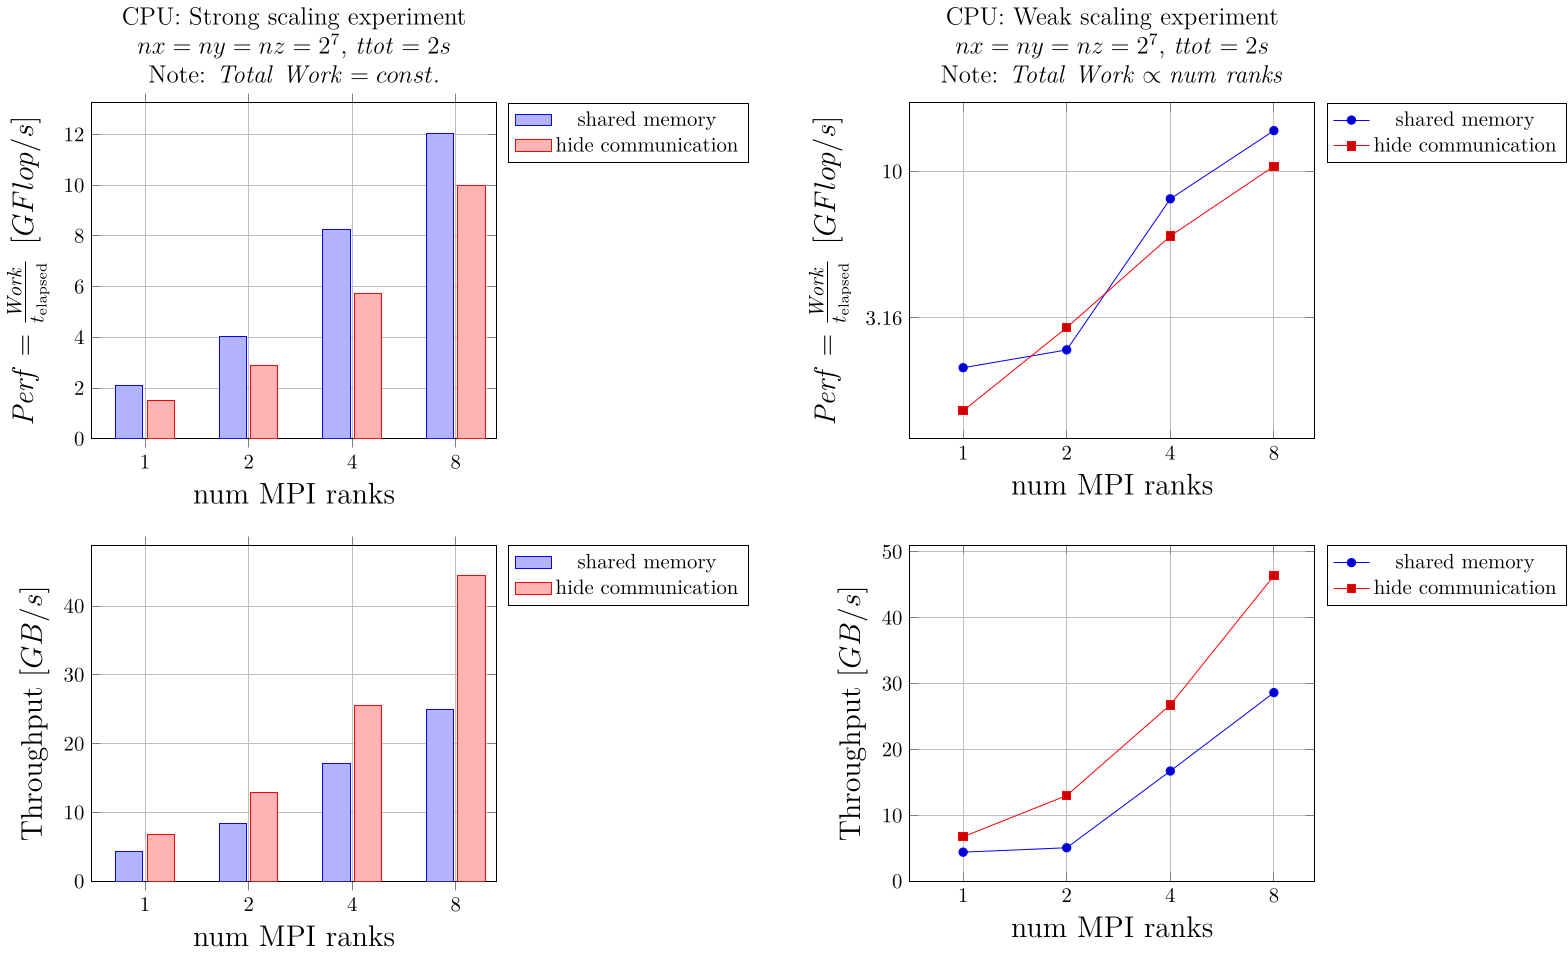 CPU: Strong scaling experiment
nx = ny = nz = 2⁷, ttot = 2s
Note: Total Work = const.
Perf = Work / t_elapsed [GFlop/s]
12
10
8
6
4
2
0
1 2 4 8
num MPI ranks
shared memory
hide communication
CPU: Weak scaling experiment
nx = ny = nz = 2⁷, ttot = 2s
Note: Total Work ∝ num ranks
Perf = Work / t_elapsed [GFlop/s]
10
3.16
1 2 4 8
num MPI ranks
shared memory
hide communication
Throughput [GB/s]
40
30
20
10
0
1 2 4 8
num MPI ranks
shared memory
hide communication
Throughput [GB/s]
50
40
30
20
10
0
1 2 4 8
num MPI ranks
shared memory
hide communication